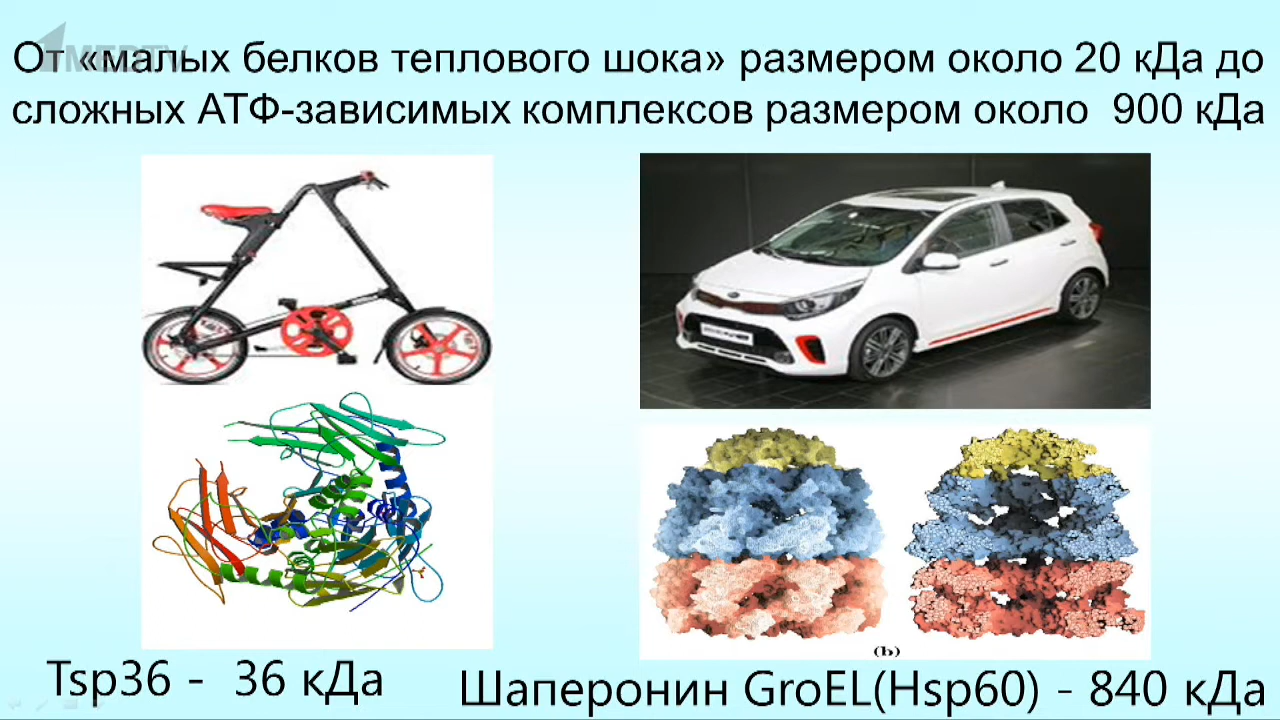 1MEDTV
От «малых белков теплового шока» размером около 20 кДа до
сложных АТФ-зависимых комплексов размером около 900 кДа
(b)
Tsp36 - 36 кДа
Шаперонин GroEL(Hsp60) - 840 кДа